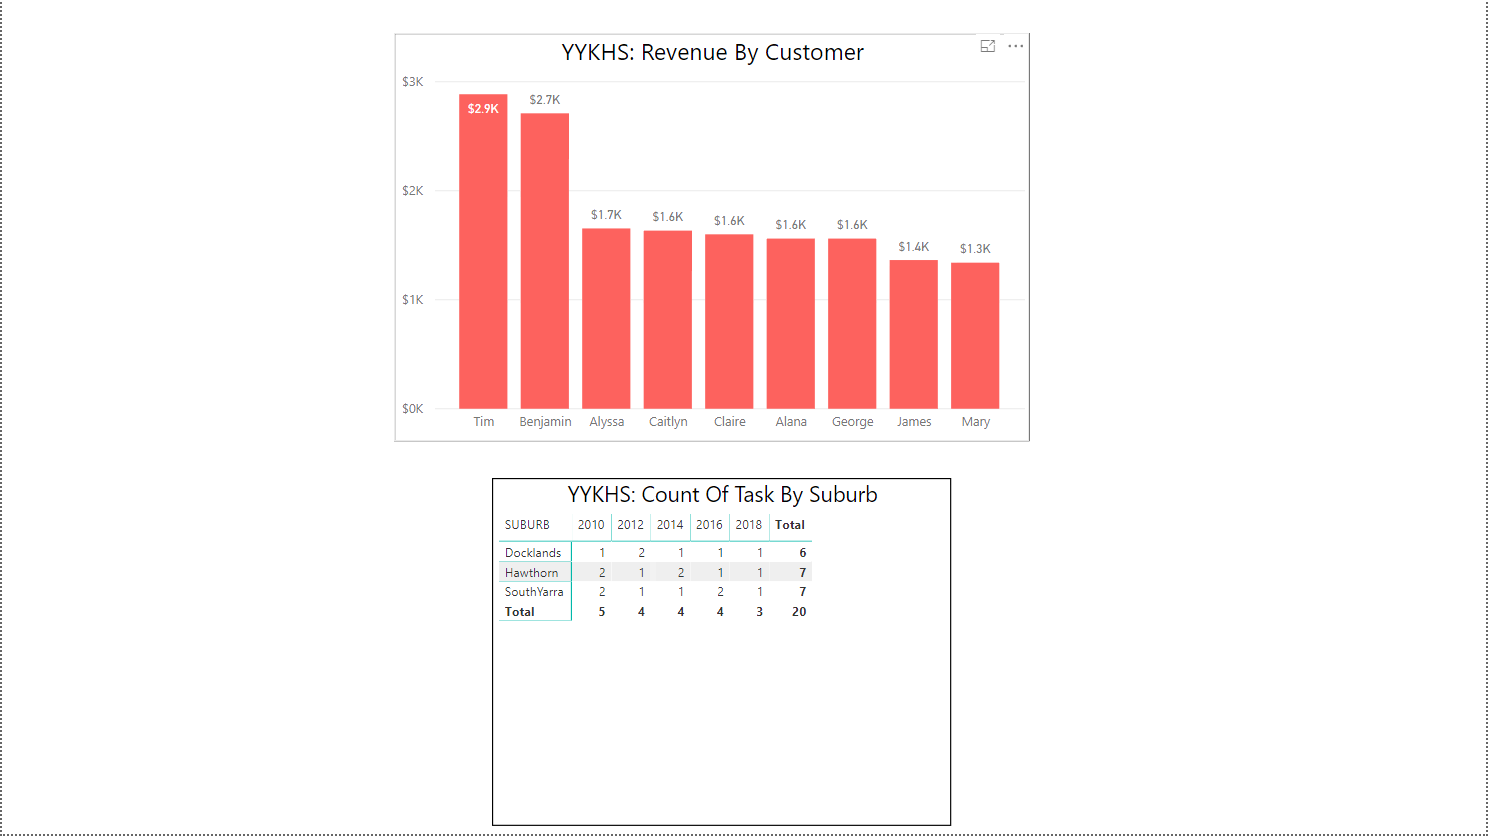 YYKHS: Revenue By Customer
$3K
$2.9K
$2.7K
$2K
$1.7K
$1.6K
$1.6K
$1.6K
$1.6K
$1.4K
$1.3K
$1K
$0K
Tim Benjamin Alyssa Caitlyn Claire Alana George James Mary
YYKHS: Count Of Task By Suburb
SUBURB 2010 2012 2014 2016 2018 Total
Docklands 1 2 1 1 1 6
Hawthorn 2 1 2 1 1 7
SouthYarra 2 1 1 2 1 7
Total 5 4 4 4 3 20